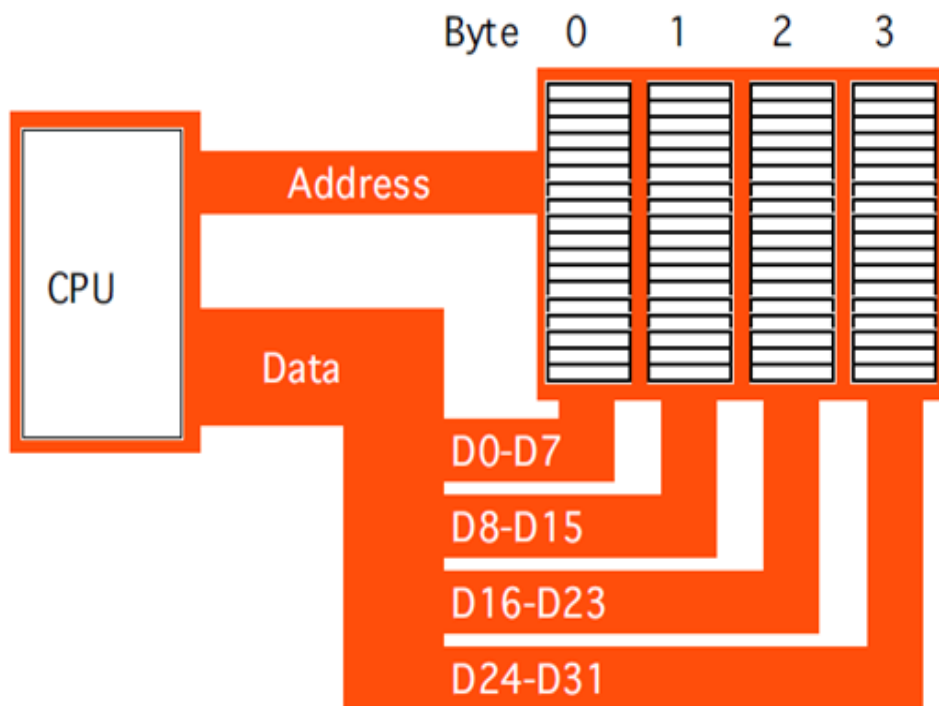 Byte 0 1 2 3
Address
CPU
Data
D0-D7
D8-D15
D16-D23
D24-D31